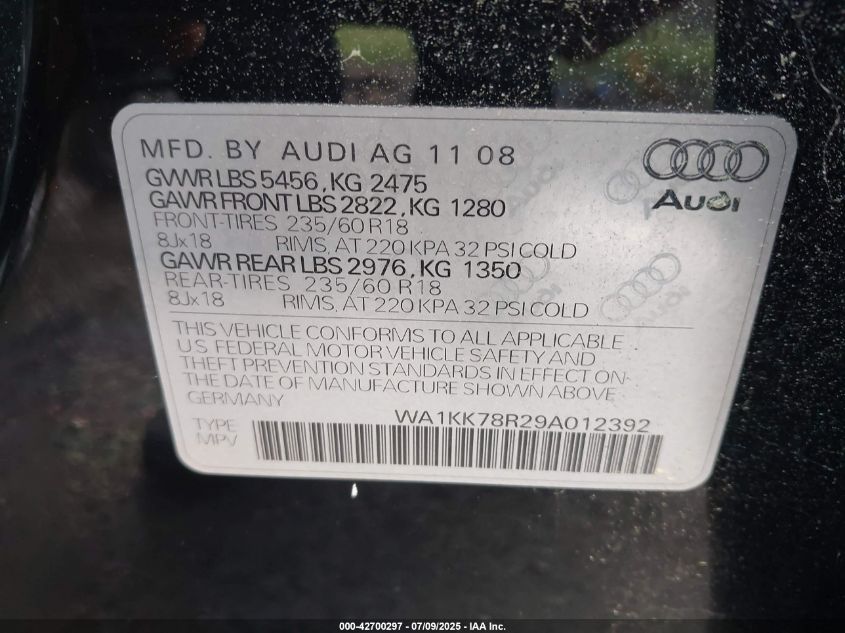 MFD. BY AUDI AG 11 08
GVWR LBS 5456, KG 2475
GAWR FRONT LBS 2822, KG 1280
FRONT-TIRES 235/60 R18
8Jx18 RIMS, AT 220 KPA 32 PSI COLD
GAWR REAR LBS 2976, KG 1350
REAR-TIRES 235/60 R18
8Jx18 RIMS, AT 220 KPA 32 PSI COLD
Audi
THIS VEHICLE CONFORMS TO ALL APPLICABLE
U.S. FEDERAL MOTOR VEHICLE SAFETY AND
THEFT PREVENTION STANDARDS IN EFFECT ON
THE DATE OF MANUFACTURE SHOWN ABOVE
GERMANY
WA1KK78R29A012392
TYPE
MPV
Audi
Audi
000-42700297 - 07/09/2025 - IAA Inc.